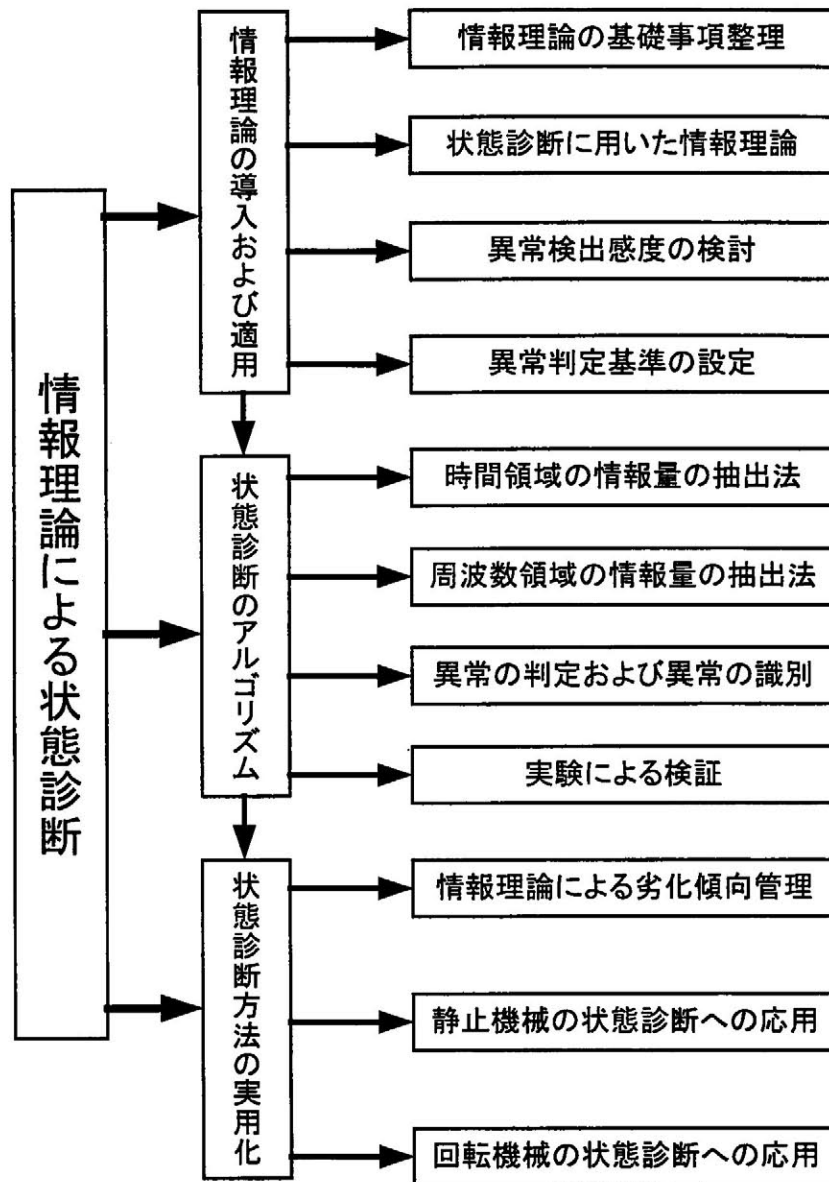 情報理論による状態診断
情報理論の導入および適用
情報理論の基礎事項整理
状態診断に用いた情報理論
異常検出感度の検討
異常判定基準の設定
状態診断のアルゴリズム
時間領域の情報量の抽出法
周波数領域の情報量の抽出法
異常の判定および異常の識別
実験による検証
状態診断方法の実用化
情報理論による劣化傾向管理
静止機械の状態診断への応用
回転機械の状態診断への応用